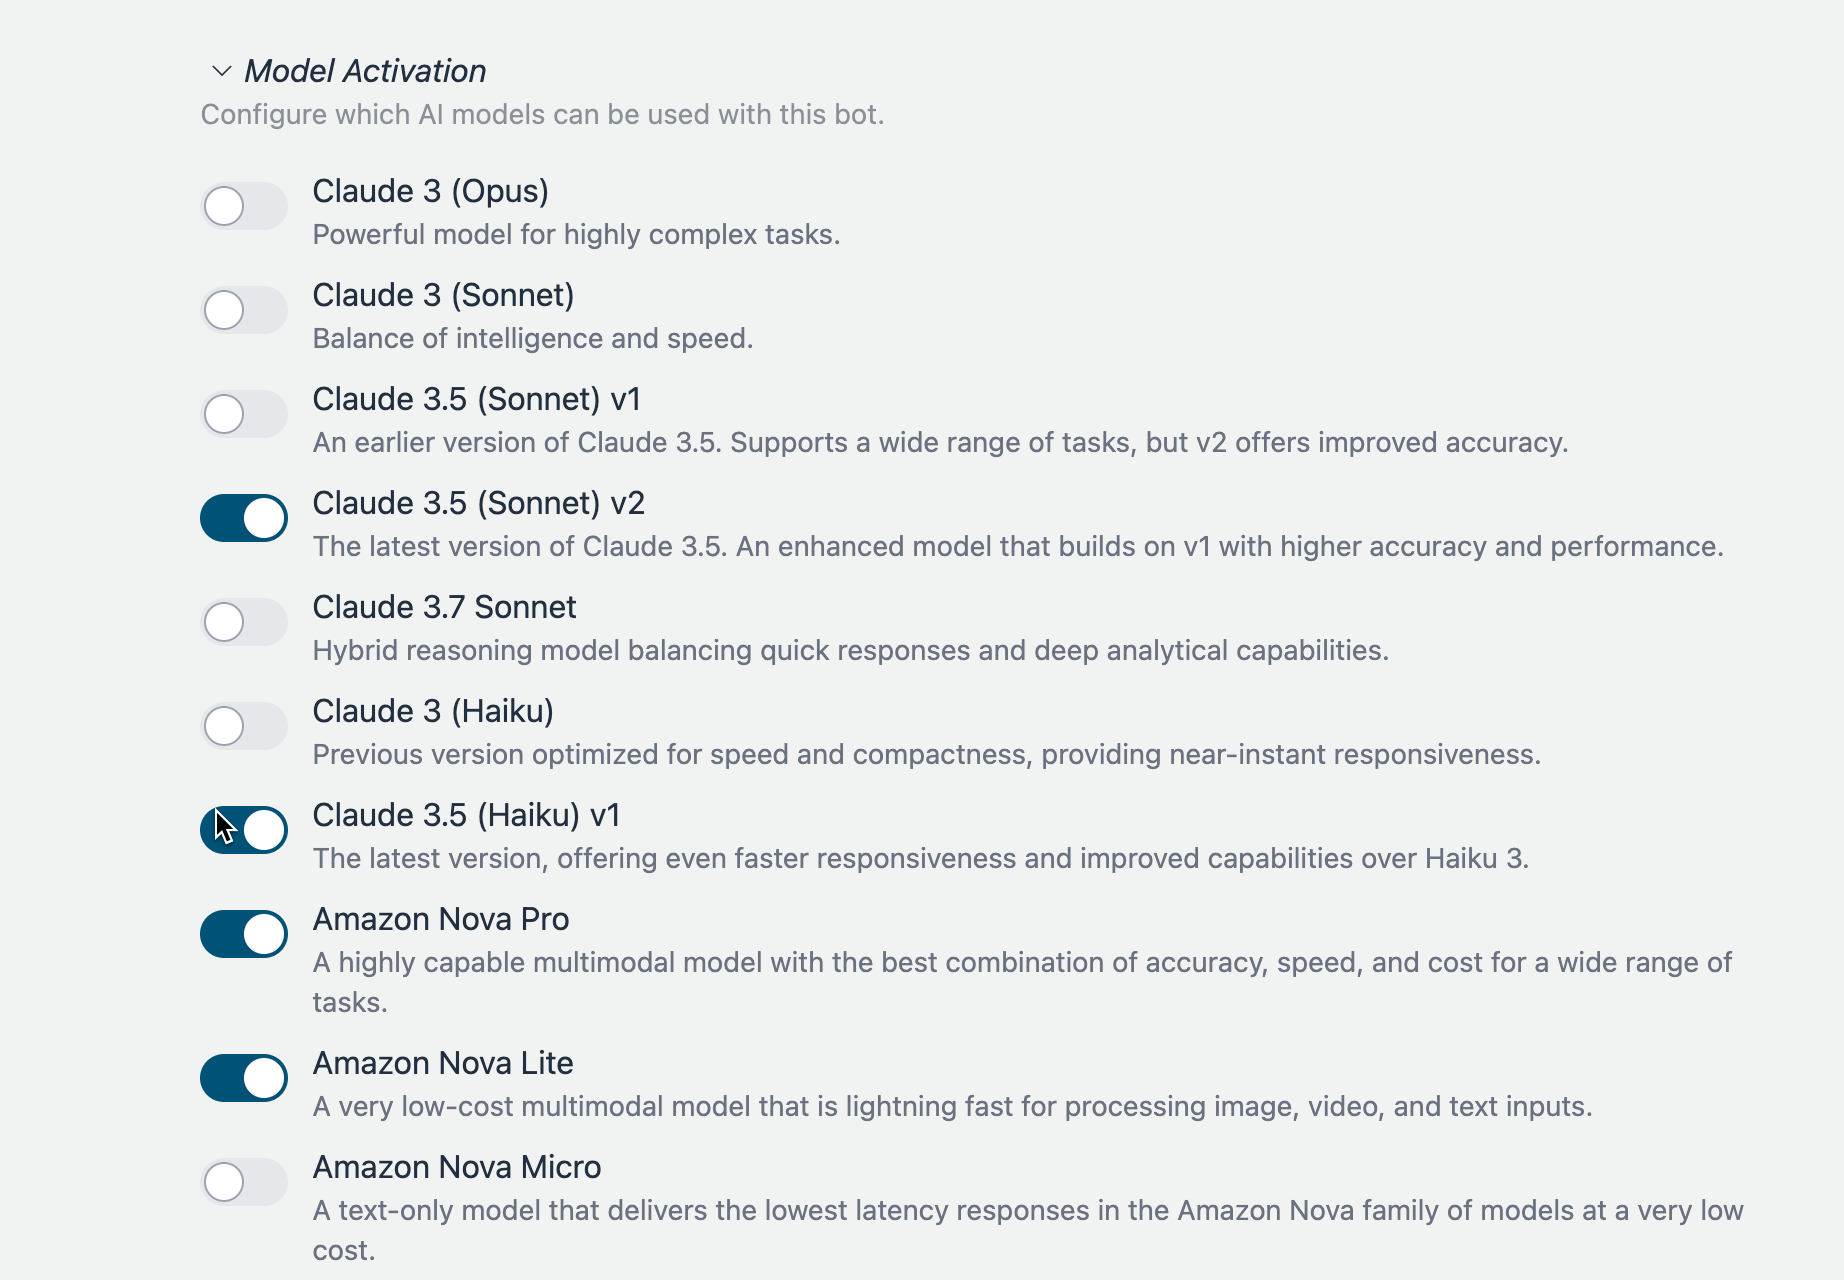 Model Activation
Configure which AI models can be used with this bot.
Claude 3 (Opus)
Powerful model for highly complex tasks.
Claude 3 (Sonnet)
Balance of intelligence and speed.
Claude 3.5 (Sonnet) v1
An earlier version of Claude 3.5. Supports a wide range of tasks, but v2 offers improved accuracy.
Claude 3.5 (Sonnet) v2
The latest version of Claude 3.5. An enhanced model that builds on v1 with higher accuracy and performance.
Claude 3.7 Sonnet
Hybrid reasoning model balancing quick responses and deep analytical capabilities.
Claude 3 (Haiku)
Previous version optimized for speed and compactness, providing near-instant responsiveness.
Claude 3.5 (Haiku) v1
The latest version, offering even faster responsiveness and improved capabilities over Haiku 3.
Amazon Nova Pro
A highly capable multimodal model with the best combination of accuracy, speed, and cost for a wide range of
tasks.
Amazon Nova Lite
A very low-cost multimodal model that is lightning fast for processing image, video, and text inputs.
Amazon Nova Micro
A text-only model that delivers the lowest latency responses in the Amazon Nova family of models at a very low
cost.